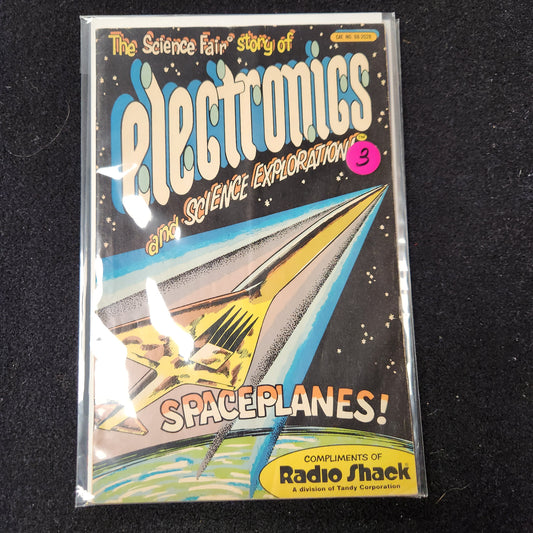 The Science Fair® story of
CAT. NO. 68-2028
electronics
and SCIENCE EXPLORATION!
3
SPACEPLANES!
COMPLIMENTS OF
Radio Shack
A division of Tandy Corporation